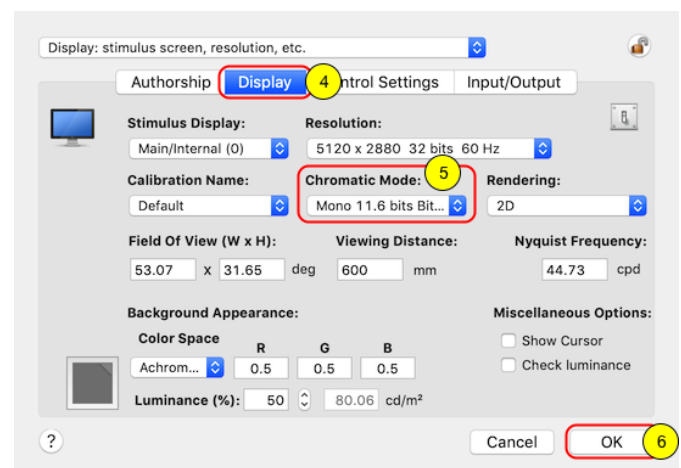 Display: stimulus screen, resolution, etc.
Authorship Display 4 ntrol Settings Input/Output
Stimulus Display: Resolution:
Main/Internal (0) 5120 x 2880 32 bits 60 Hz
5
Calibration Name: Chromatic Mode: Rendering:
Default Mono 11.6 bits Bit... 2D
Field Of View (W x H): Viewing Distance: Nyquist Frequency:
53.07 x 31.65 deg 600 mm 44.73 cpd
Background Appearance: Miscellaneous Options:
Color Space R G B Show Cursor
Achrom... 0.5 0.5 0.5 Check luminance
Luminance (%): 50 80.06 cd/m²
? Cancel OK 6